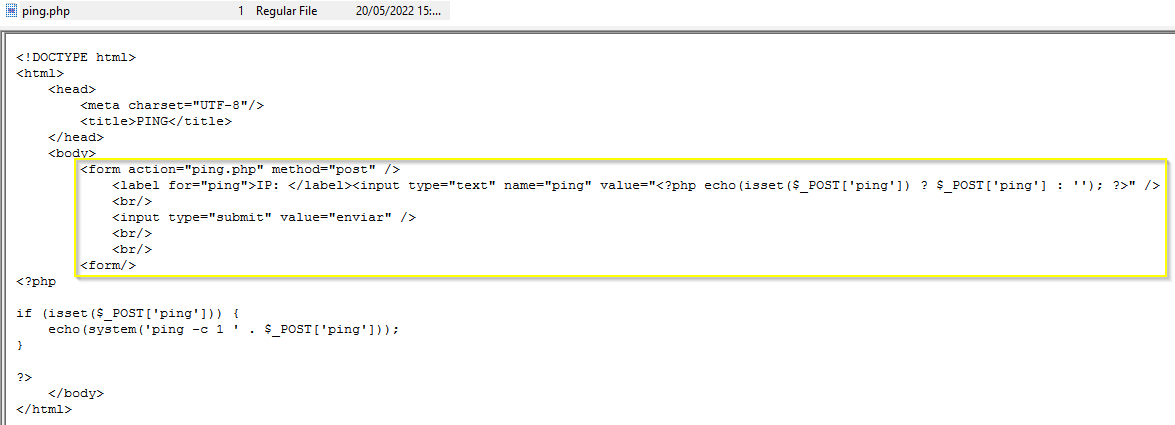 ping.php 1 Regular File 20/05/2022 15:...
<!DOCTYPE html>
<html>
    <head>
        <meta charset="UTF-8"/>
        <title>PING</title>
    </head>
    <body>
        <form action="ping.php" method="post" />
            <label for="ping">IP: </label><input type="text" name="ping" value="<?php echo(isset($_POST['ping']) ? $_POST['ping'] : ''); ?>" />
            <br/>
            <input type="submit" value="enviar" />
            <br/>
            <br/>
        <form/>
<?php
if (isset($_POST['ping'])) {
    echo(system('ping -c 1 ' . $_POST['ping']));
}
?>
    </body>
</html>